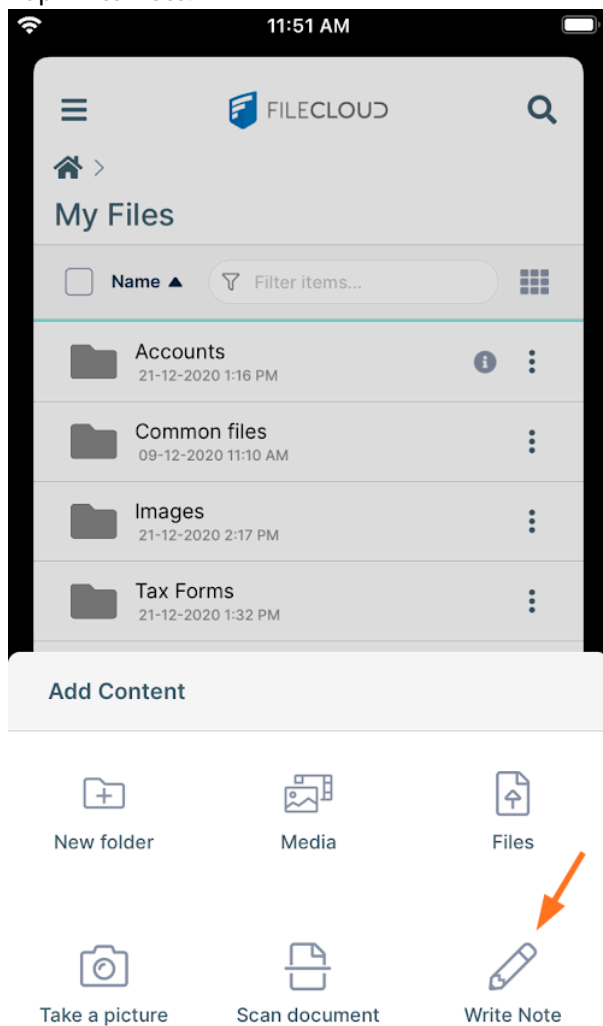 11:51 AM
FILECLOUD
My Files
Name Filter items...
Accounts
21-12-2020 1:16 PM
Common files
09-12-2020 11:10 AM
Images
21-12-2020 2:17 PM
Tax Forms
21-12-2020 1:32 PM
Add Content
New folder Media Files
Take a picture Scan document Write Note